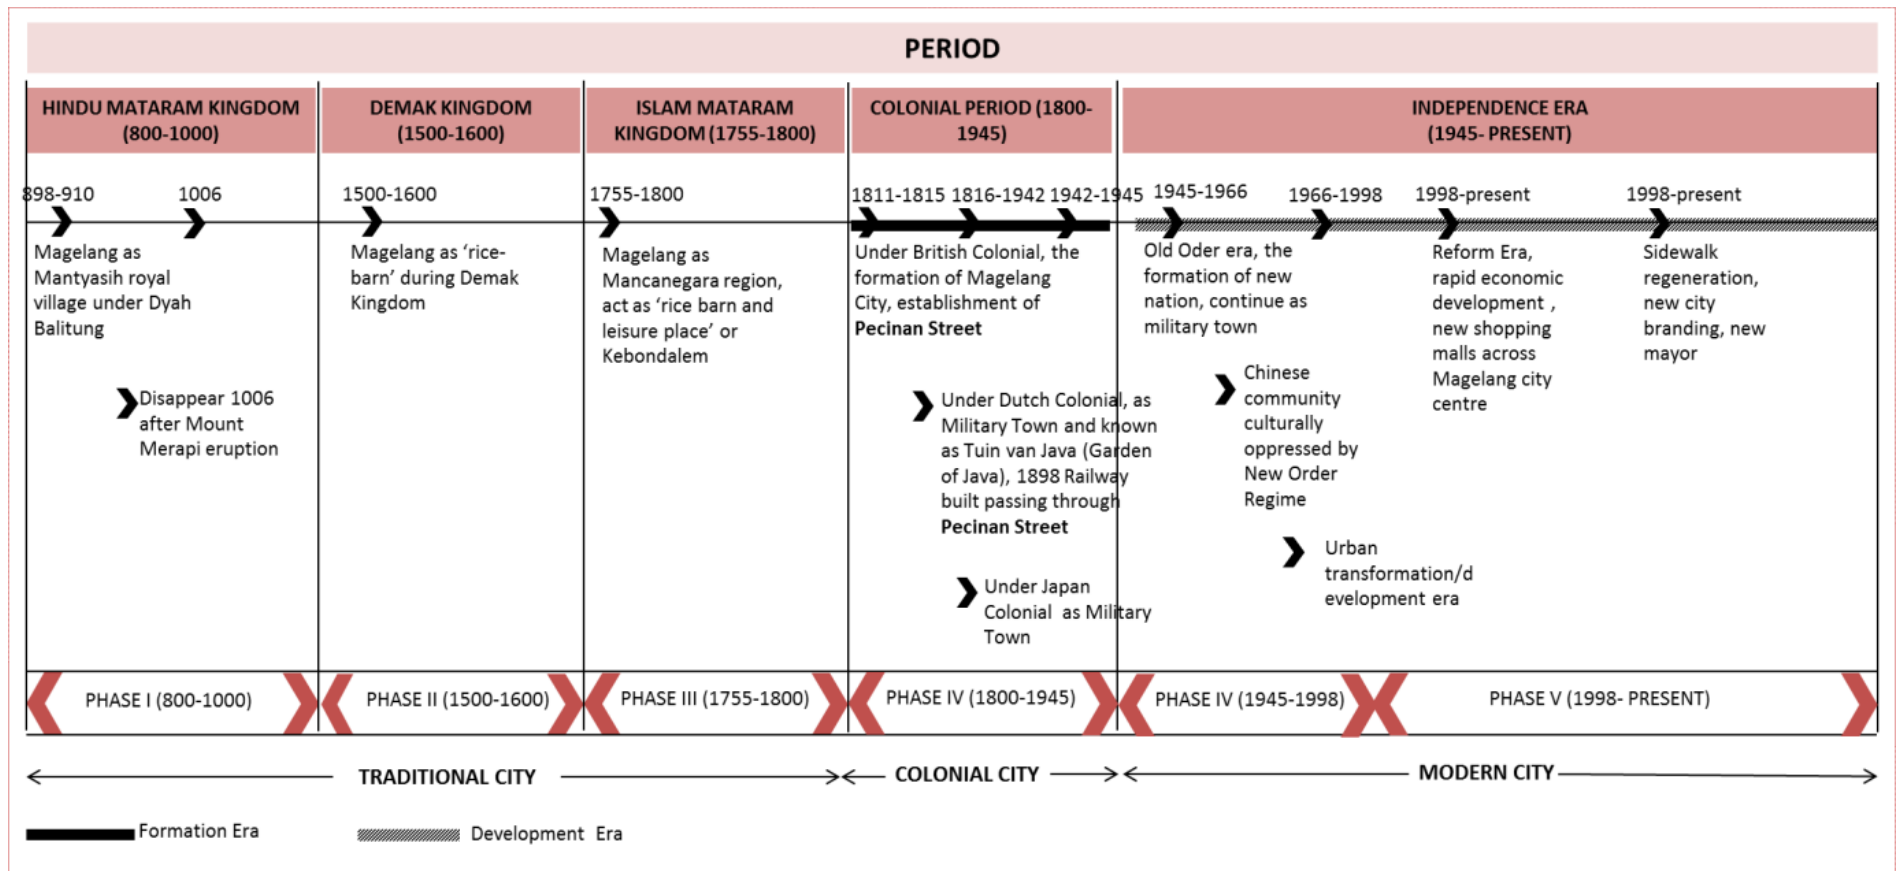 PERIOD
HINDU MATARAM KINGDOM
(800-1000)
DEMAK KINGDOM
(1500-1600)
ISLAM MATARAM
KINGDOM (1755-1800)
COLONIAL PERIOD (1800-
1945)
INDEPENDENCE ERA
(1945- PRESENT)
898-910
1006
1500-1600
1755-1800
1811-1815
1816-1942
1942-1945
1945-1966
1966-1998
1998-present
1998-present
Magelang as
Mantyasih royal
village under Dyah
Balitung
Disappear 1006
after Mount
Merapi eruption
Magelang as ‘rice-
barn’ during Demak
Kingdom
Magelang as
Mancanegara region,
act as ‘rice barn and
leisure place’ or
Kebondalem
Under British Colonial, the
formation of Magelang
City, establishment of
Pecinan Street
Under Dutch Colonial, as
Military Town and known
as Tuin van Java (Garden
of Java), 1898 Railway
built passing through
Pecinan Street
Under Japan
Colonial  as Military
Town
Old Oder era, the
formation of new
nation, continue as
military town
Chinese
community
culturally
oppressed by
New Order
Regime
Urban
transformation/d
evelopment era
Reform Era,
rapid economic
development ,
new shopping
malls across
Magelang city
centre
Sidewalk
regeneration,
new city
branding, new
mayor
PHASE I (800-1000)
PHASE II (1500-1600)
PHASE III (1755-1800)
PHASE IV (1800-1945)
PHASE IV (1945-1998)
PHASE V (1998- PRESENT)
TRADITIONAL CITY
COLONIAL CITY
MODERN CITY
Formation Era
Development  Era